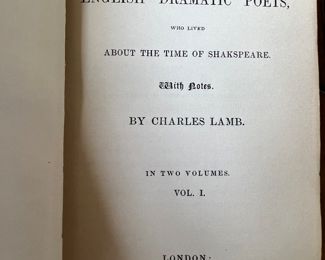 ENGLISH DRAMATIC POETS,
WHO LIVED
ABOUT THE TIME OF SHAKSPEARE.
With Notes.
BY CHARLES LAMB.
IN TWO VOLUMES.
VOL. I.
LONDON: